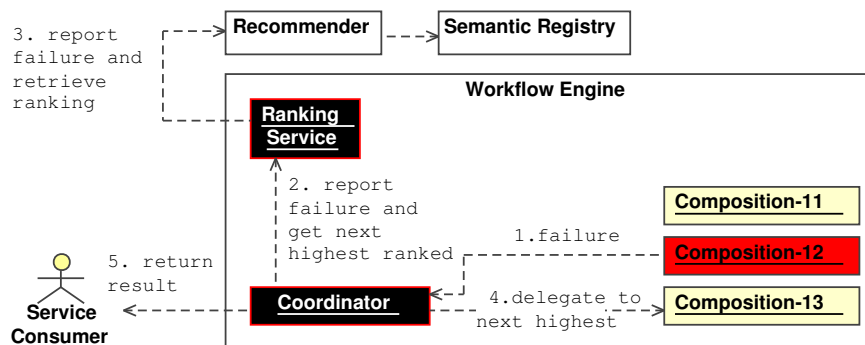 Recommender
Semantic Registry
3. report
failure and
retrieve
ranking
Workflow Engine
Ranking
Service
2. report
failure and
get next
highest ranked
Composition-11
1.failure
Composition-12
5. return
result
Coordinator
4.delegate to
next highest
Composition-13
Service
Consumer